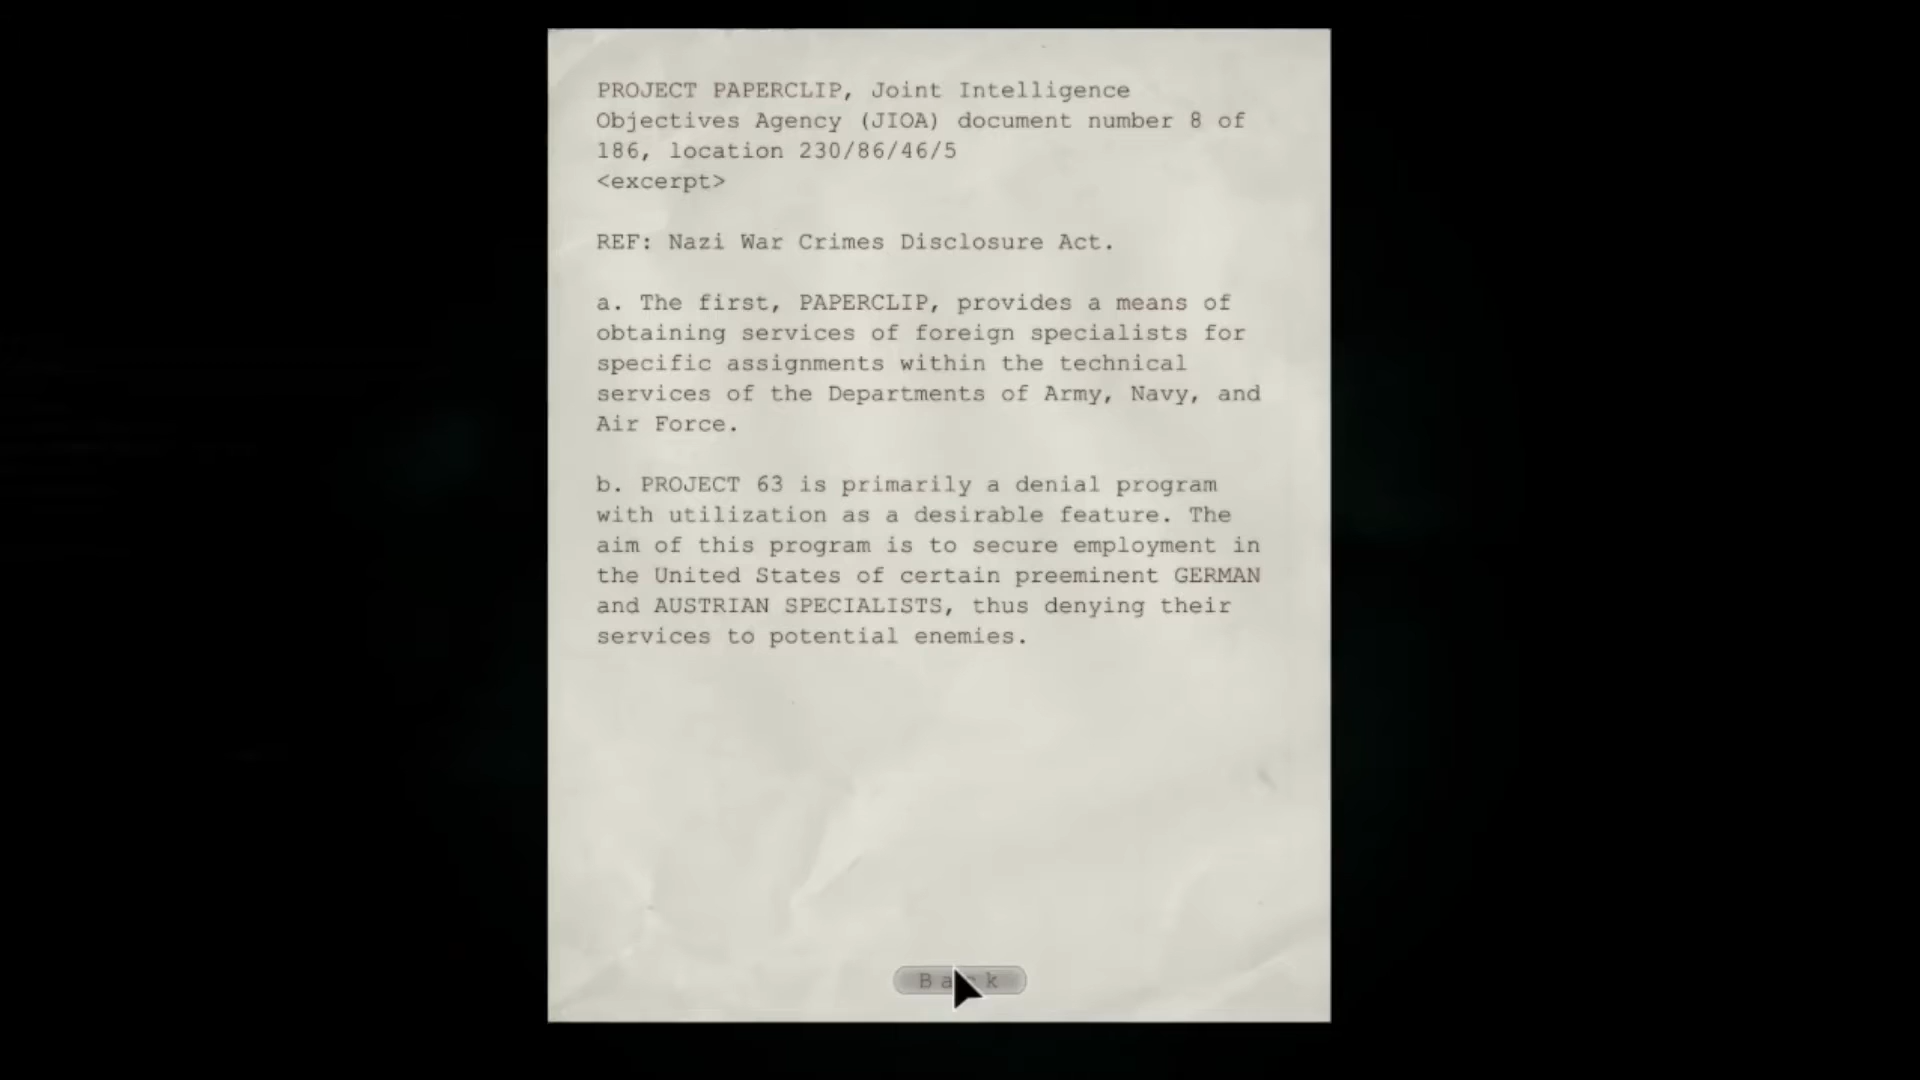 PROJECT PAPERCLIP, Joint Intelligence
Objectives Agency (JIOA) document number 8 of
186, location 230/86/46/5
<excerpt>
REF: Nazi War Crimes Disclosure Act.
a. The first, PAPERCLIP, provides a means of
obtaining services of foreign specialists for
specific assignments within the technical
services of the Departments of Army, Navy, and
Air Force.
b. PROJECT 63 is primarily a denial program
with utilization as a desirable feature. The
aim of this program is to secure employment in
the United States of certain preeminent GERMAN
and AUSTRIAN SPECIALISTS, thus denying their
services to potential enemies.
Back